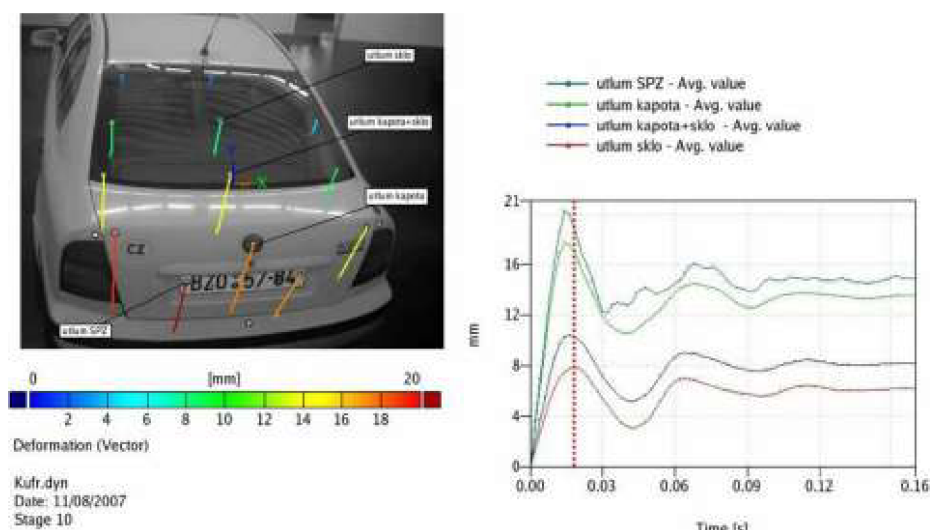 utlum sklo
utlum kapota+sklo
Y
X
utlum kapota
CZ
utlum SPZ
0 [mm] 20
2 4 6 8 10 12 14 16 18
Deformation (Vector)
Kufr.dyn
Date: 11/08/2007
Stage 10
utlum SPZ - Avg. value
utlum kapota - Avg. value
utlum kapota+sklo - Avg. value
utlum sklo - Avg. value
21
16
12
8
4
0
mm
0.00 0.03 0.06 0.09 0.12 0.16
Time [s]